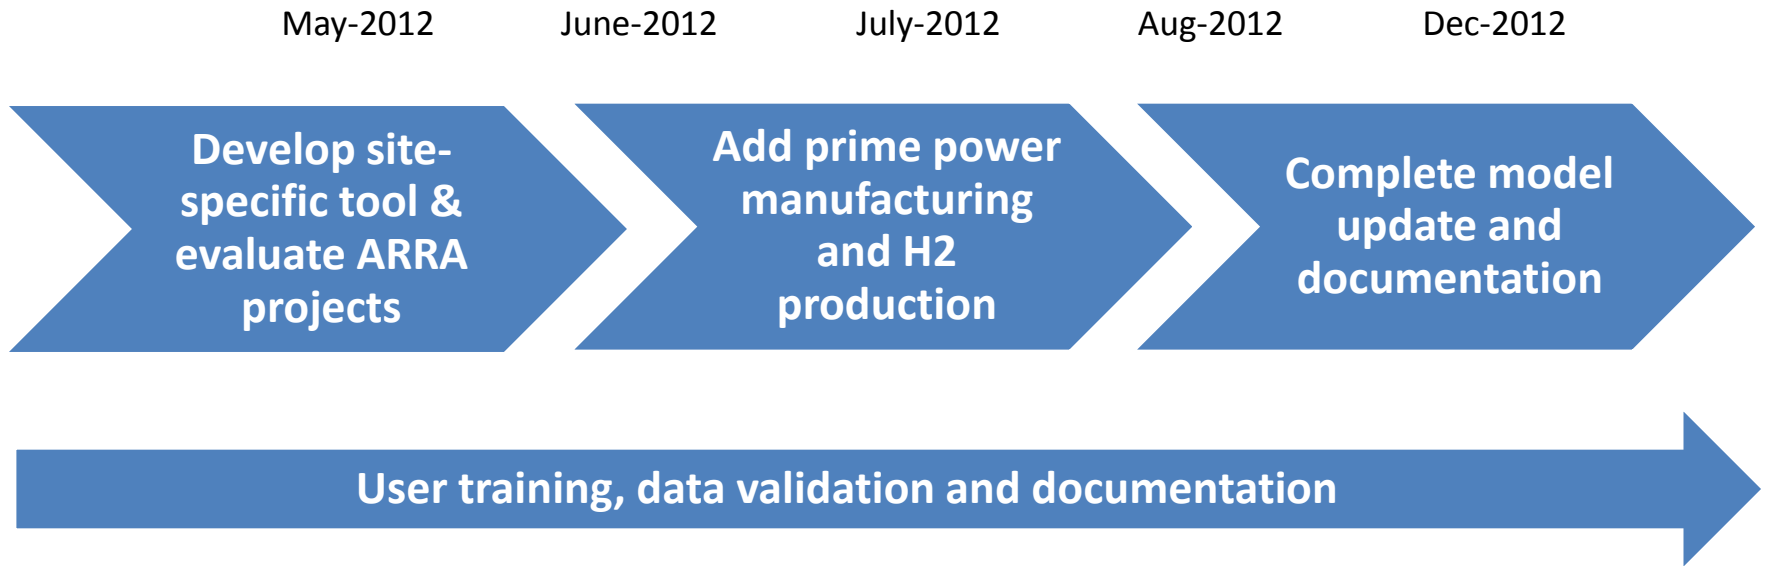 May-2012 June-2012 July-2012 Aug-2012 Dec-2012
Develop site-
specific tool &
evaluate ARRA
projects
Add prime power
manufacturing
and H2
production
Complete model
update and
documentation
User training, data validation and documentation